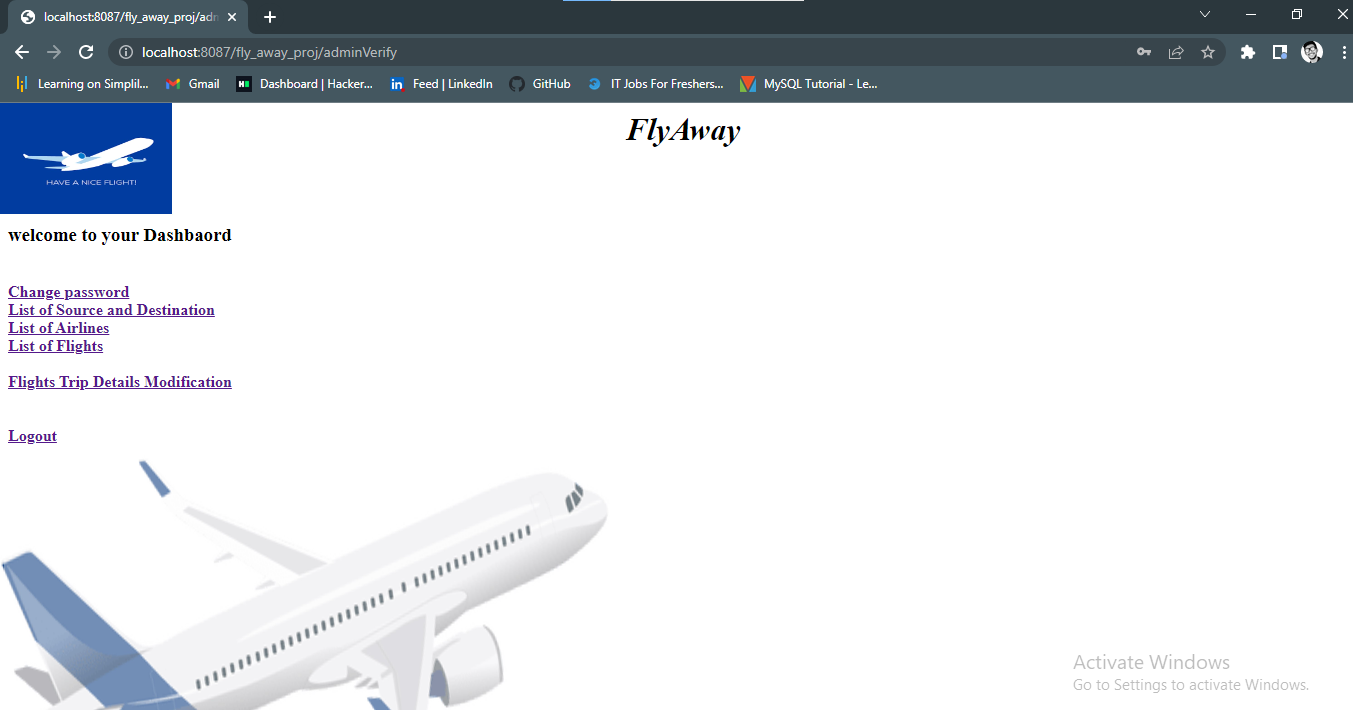 localhost:8087/fly_away_proj/adn
localhost:8087/fly_away_proj/adminVerify
Learning on Simplil... Gmail Dashboard | Hacker... Feed | LinkedIn GitHub IT Jobs For Freshers... MySQL Tutorial - Le...
HAVE A NICE FLIGHT!
FlyAway
welcome to your Dashbaord
Change password
List of Source and Destination
List of Airlines
List of Flights
Flights Trip Details Modification
Logout
Activate Windows
Go to Settings to activate Windows.